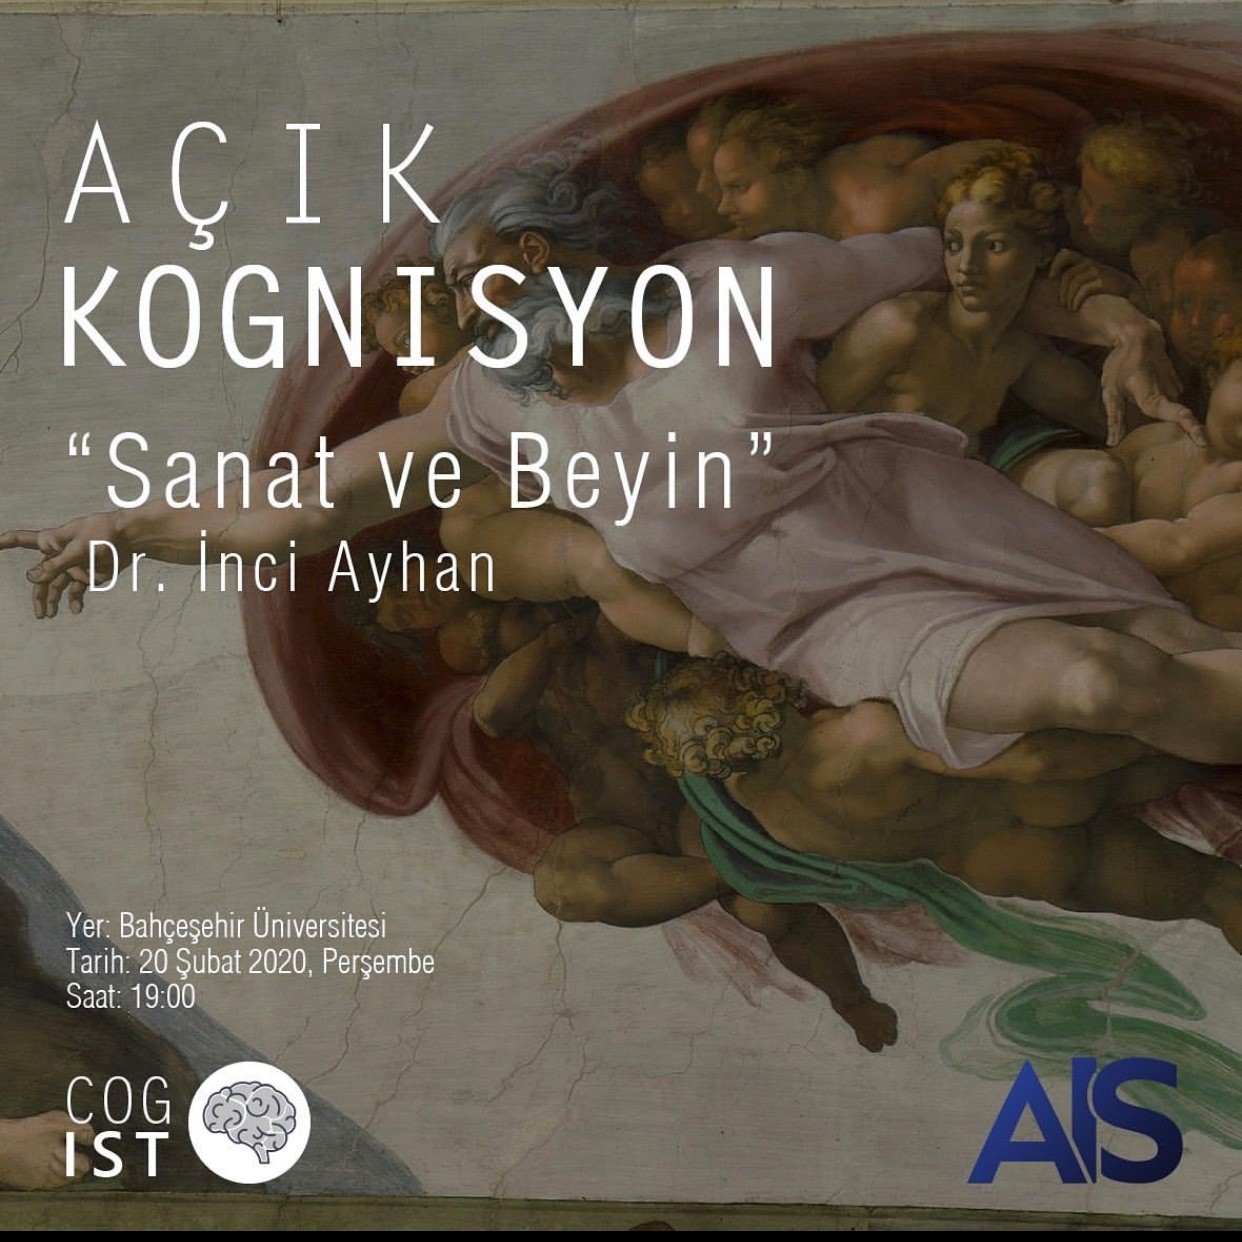 AÇIK
KOGNISYON
“Sanat ve Beyin”
Dr. İnci Ayhan
Yer: Bahçeşehir Üniversitesi
Tarih: 20 Şubat 2020, Perşembe
Saat: 19:00
COG
IST
AIS